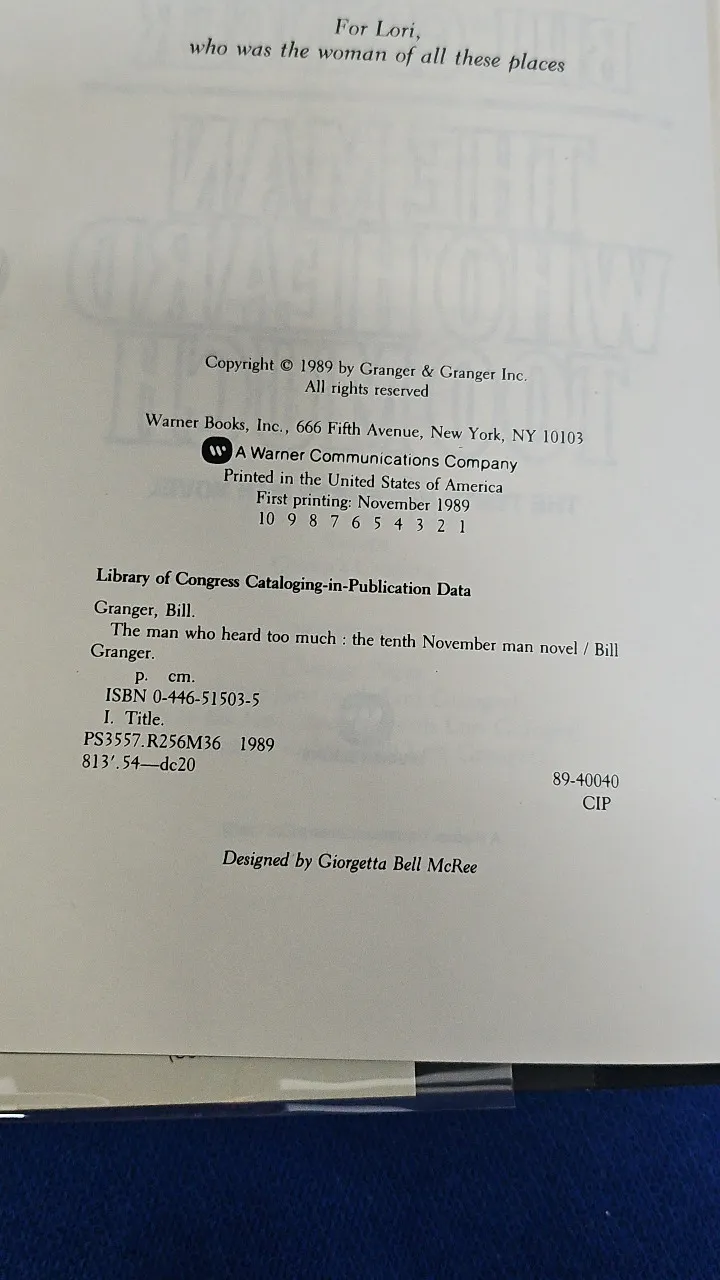 For Lori,
who was the woman of all these places
Copyright © 1989 by Granger & Granger Inc.
All rights reserved
Warner Books, Inc., 666 Fifth Avenue, New York, NY 10103
A Warner Communications Company
Printed in the United States of America
First printing: November 1989
10 9 8 7 6 5 4 3 2 1
Library of Congress Cataloging-in-Publication Data
Granger, Bill.
The man who heard too much : the tenth November man novel / Bill
Granger.
p. cm.
ISBN 0-446-51503-5
I. Title.
PS3557.R256M36 1989
813'.54—dc20
89-40040
CIP
Designed by Giorgetta Bell McRee